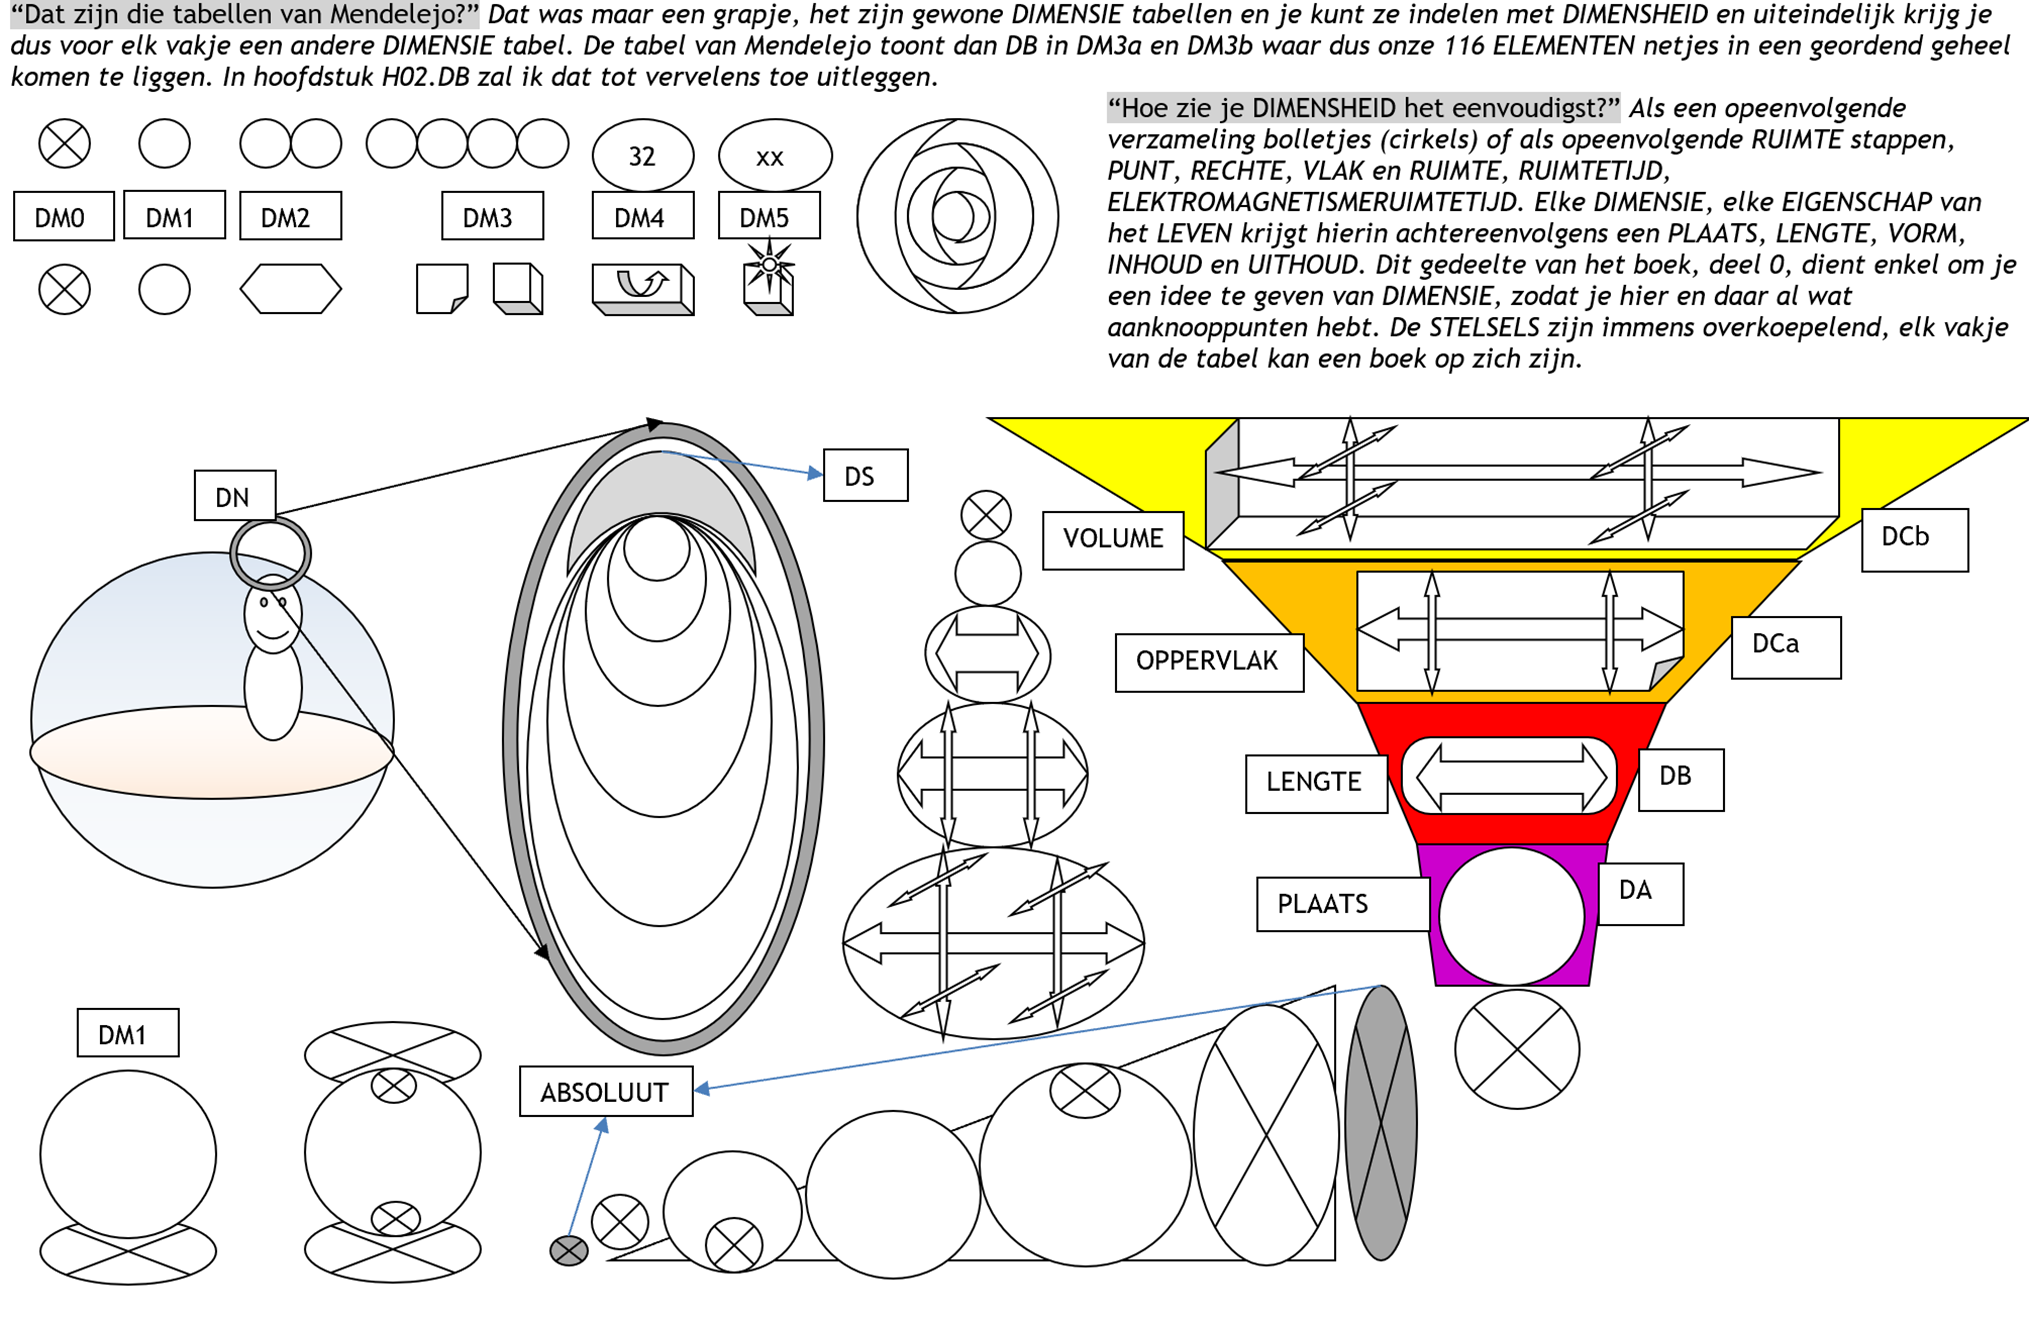 “Dat zijn die tabellen van Mendelejo?” Dat was maar een grapje, het zijn gewone DIMENSIE tabellen en je kunt ze indelen met DIMENSHEID en uiteindelijk krijg je
dus voor elk vakje een andere DIMENSIE tabel. De tabel van Mendelejo toont dan DB in DM3a en DM3b waar dus onze 116 ELEMENTEN netjes in een geordend geheel
komen te liggen. In hoofdstuk H02.DB zal ik dat tot vervelens toe uitleggen.
“Hoe zie je DIMENSHEID het eenvoudigst?” Als een opeenvolgende
verzameling bolletjes (cirkels) of als opeenvolgende RUIMTE stappen,
PUNT, RECHTE, VLAK en RUIMTE, RUIMTETIJD,
ELEKTROMAGNETISMERUIMTETIJD. Elke DIMENSIE, elke EIGENSCHAP van
het LEVEN krijgt hierin achtereenvolgens een PLAATS, LENGTE, VORM,
INHOUD en UITHOUD. Dit gedeelte van het boek, deel 0, dient enkel om je
een idee te geven van DIMENSIE, zodat je hier en daar al wat
aanknooppunten hebt. De STELSELS zijn immens overkoepelend, elk vakje
van de tabel kan een boek op zich zijn.
32 xx
DM0 DM1 DM2 DM3 DM4 DM5
DN
DS
VOLUME
DCb
OPPERVLAK
DCa
LENGTE
DB
PLAATS
DA
DM1
ABSOLUUT